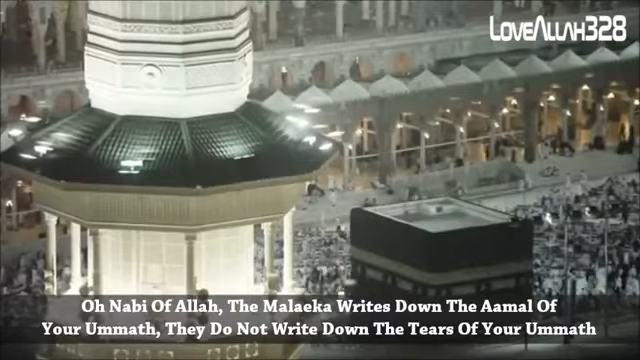 LoveAllah328
Oh Nabi Of Allah, The Malaeka Writes Down The Aamal Of
Your Ummath, They Do Not Write Down The Tears Of Your Ummath